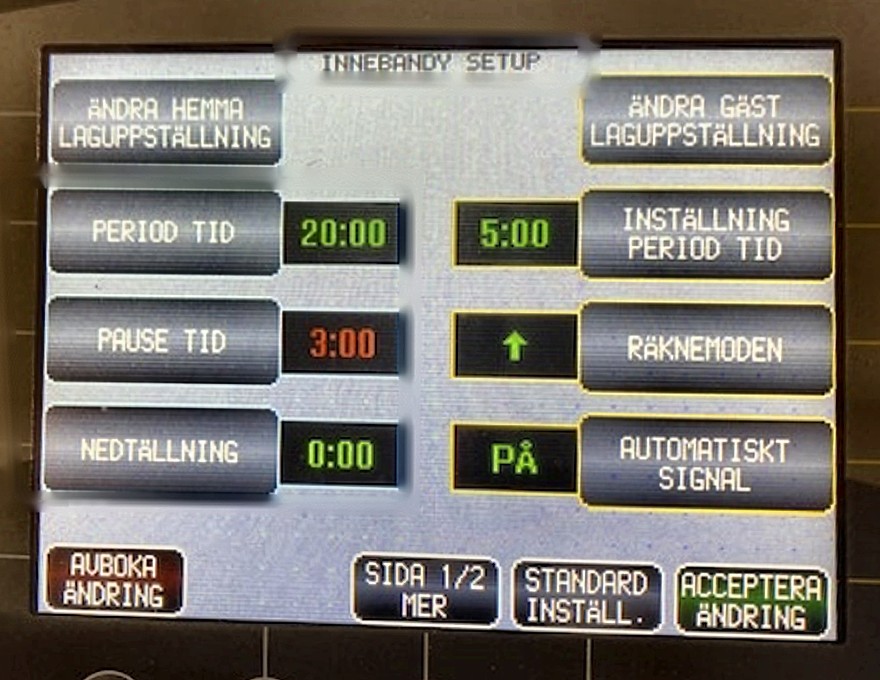 INNEBANDY SETUP
ÄNDRA HEMMA
LAGUPPSTÄLLNING
ÄNDRA GÄST
LAGUPPSTÄLLNING
PERIOD TID
20:00
5:00
INSTÄLLNING
PERIOD TID
PAUSE TID
3:00
↑
RÄKNEMODEN
NEDTÄLLNING
0:00
PÅ
AUTOMATISKT
SIGNAL
AVBOKA
ÄNDRING
SIDA 1/2
MER
STANDARD
INSTÄLL.
ACCEPTERA
ÄNDRING